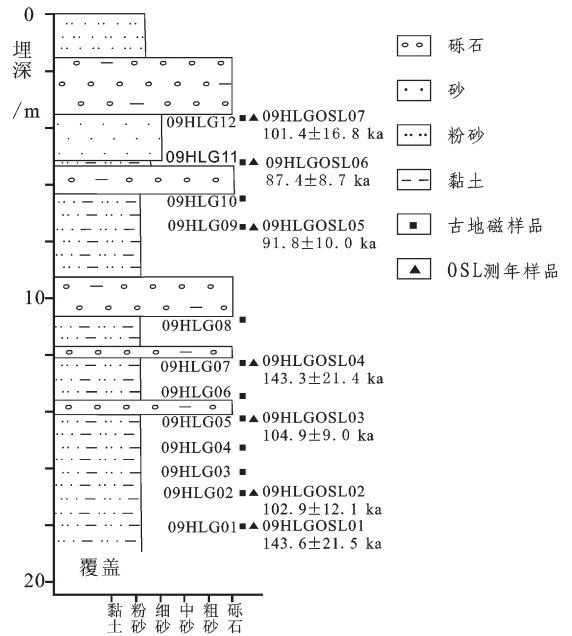 0
埋深
/m
10
20
09HLG12
09HLGOSL07
101.4±16.8 ka
09HLG11
09HLGOSL06
87.4±8.7 ka
09HLG10
09HLG09
09HLGOSL05
91.8±10.0 ka
09HLG08
09HLG07
09HLGOSL04
143.3±21.4 ka
09HLG06
09HLG05
09HLGOSL03
104.9±9.0 ka
09HLG04
09HLG03
09HLG02
09HLGOSL02
102.9±12.1 ka
09HLG01
09HLGOSL01
143.6±21.5 ka
覆盖
黏土
粉砂
细砂
中砂
粗砂
砾石
砾石
砂
粉砂
黏土
古地磁样品
OSL测年样品